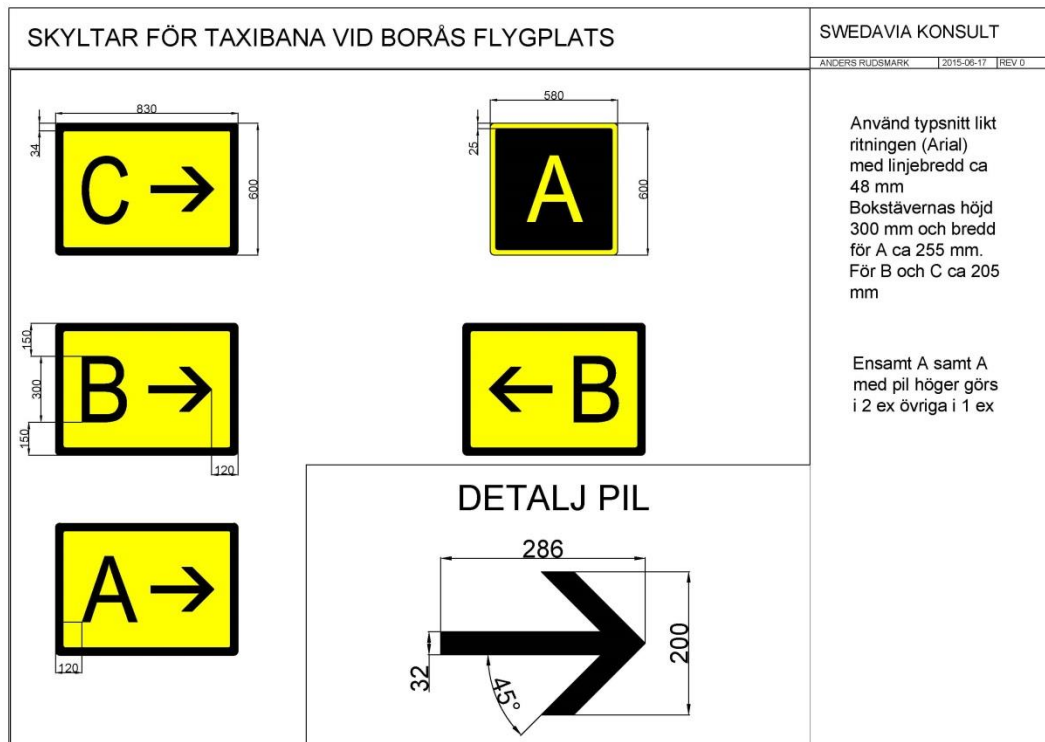 SKYLTAR FÖR TAXIBANA VID BORÅS FLYGPLATS
SWEDAVIA KONSULT
ANDERS RUDSMARK 2015-06-17 REV 0
830
34
C
600
580
25
A
600
150
300
150
B
120
B
A
120
DETALJ PIL
286
32
45°
200
Använd typsnitt likt
ritningen (Arial)
med linjebredd ca
48 mm
Bokstävernas höjd
300 mm och bredd
för A ca 255 mm.
För B och C ca 205
mm
Ensamt A samt A
med pil höger görs
i 2 ex övriga i 1 ex